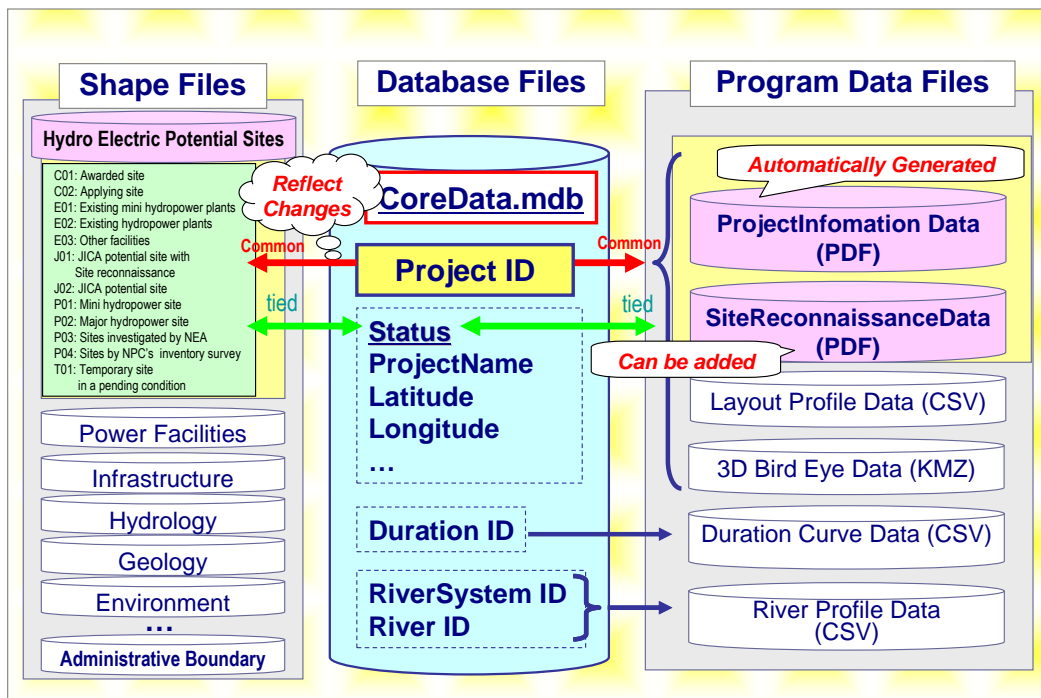 Shape Files
Hydro Electric Potential Sites
C01: Awarded site
C02: Applying site
E01: Existing mini hydropower plants
E02: Existing hydropower plants
E03: Other facilities
J01: JICA potential site with
Site reconnaissance
J02: JICA potential site
P01: Mini hydropower site
P02: Major hydropower site
P03: Sites investigated by NEA
P04: Sites by NPC's inventory survey
T01: Temporary site
in a pending condition
Power Facilities
Infrastructure
Hydrology
Geology
Environment
…
Administrative Boundary
Reflect
Changes
Common
tied
Database Files
CoreData.mdb
Project ID
Status
ProjectName
Latitude
Longitude
…
Duration ID
RiverSystem ID
River ID
Common
tied
Program Data Files
Automatically Generated
ProjectInfomation Data
(PDF)
SiteReconnaissanceData
(PDF)
Can be added
Layout Profile Data (CSV)
3D Bird Eye Data (KMZ)
Duration Curve Data (CSV)
River Profile Data
(CSV)